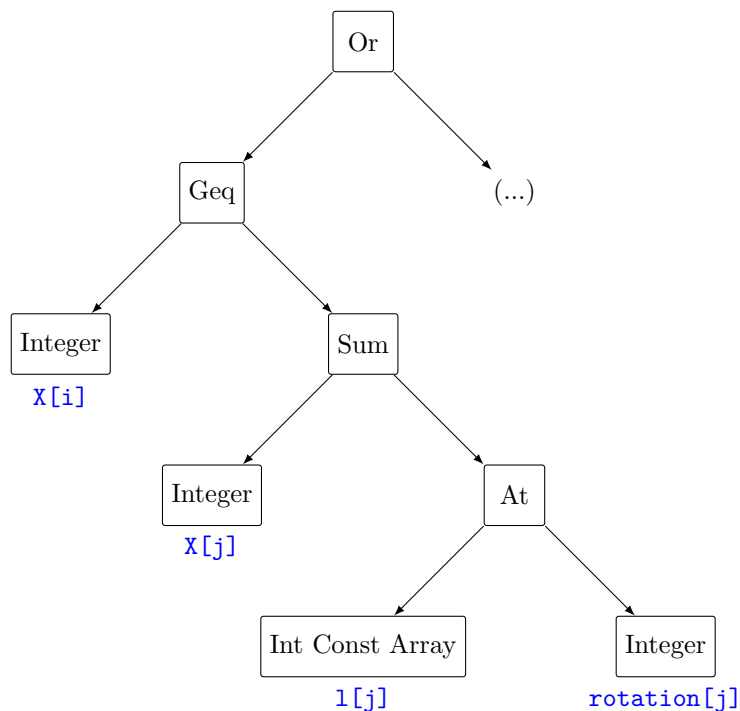 Or
Geq
(...)
Integer
X[i]
Sum
Integer
X[j]
At
Int Const Array
l[j]
Integer
rotation[j]